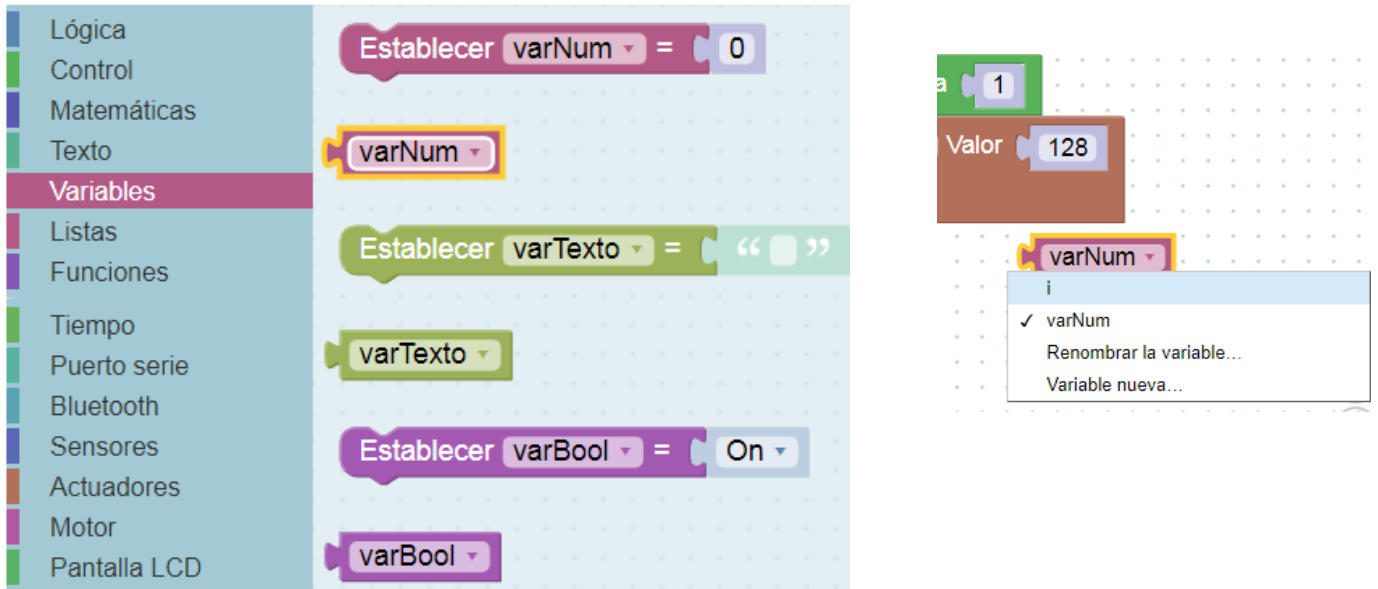 Lógica
Control
Matemáticas
Texto
Variables
Listas
Funciones
Tiempo
Puerto serie
Bluetooth
Sensores
Actuadores
Motor
Pantalla LCD
Establecer varNum = 0
varNum
Establecer varTexto = “ ”
varTexto
Establecer varBool = On
varBool
a 1
Valor 128
varNum
i
✓ varNum
Renombrar la variable...
Variable nueva...